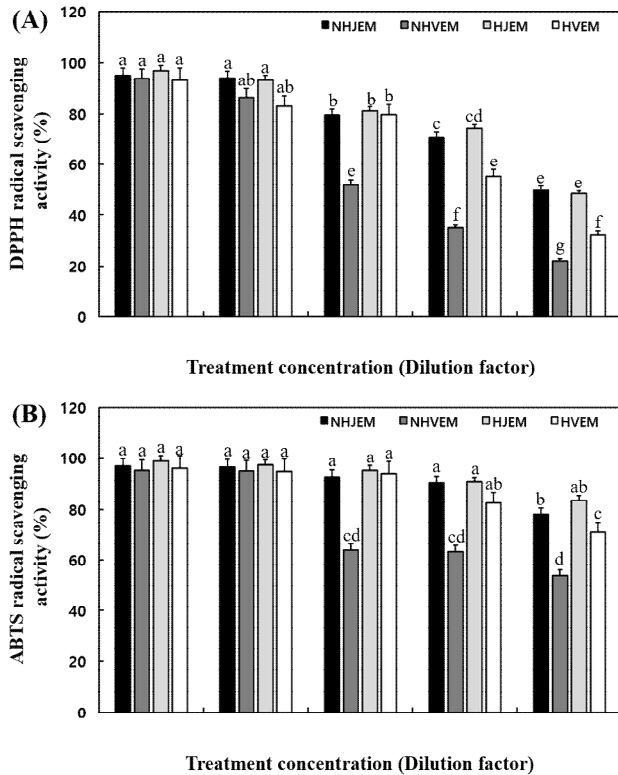 (A)
120
NHJEM NHVEM HJEM HVEM
100
80
60
40
20
0
DPPH radical scavenging
activity (%)
a a a a
a ab a ab
b e b b
c f cd e
e g e f
Treatment concentration (Dilution factor)
(B)
120
NHJEM NHVEM HJEM HVEM
100
80
60
40
20
0
ABTS radical scavenging
activity (%)
a a a a
a a a a
a cd a a
a cd a ab
b d ab c
Treatment concentration (Dilution factor)